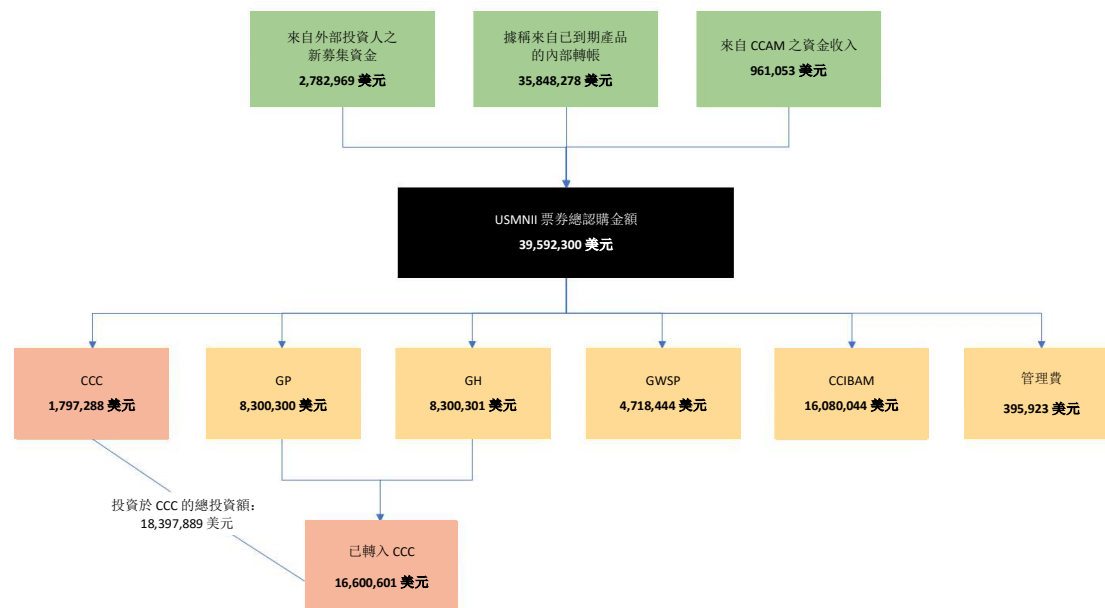 來自外部投資人之
新募集資金
2,782,969 美元
據稱來自已到期產品
的內部轉帳
35,848,278 美元
來自 CCAM 之資金收入
961,053 美元
USMNII 票券總認購金額
39,592,300 美元
CCC
1,797,288 美元
GP
8,300,300 美元
GH
8,300,301 美元
GWSP
4,718,444 美元
CCIBAM
16,080,044 美元
管理費
395,923 美元
投資於 CCC 的總投資額：
18,397,889 美元
已轉入 CCC
16,600,601 美元